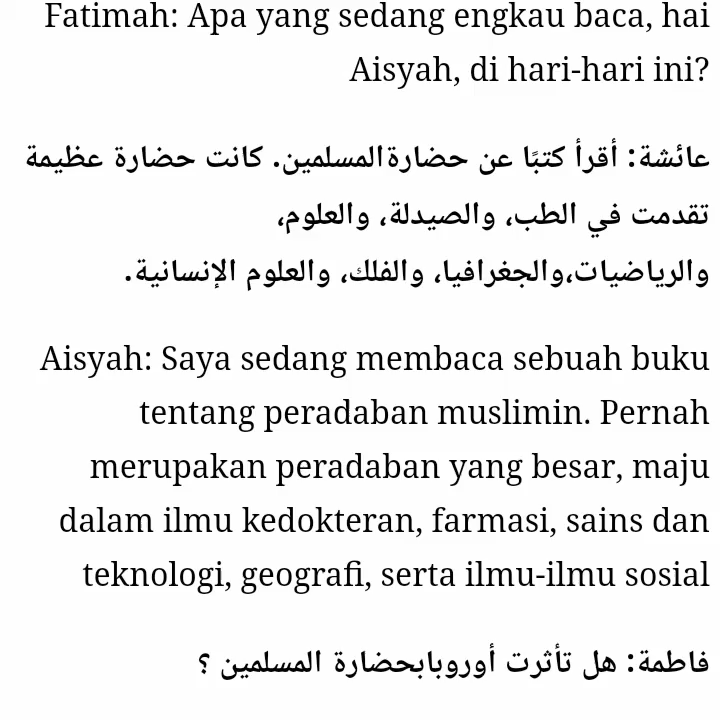 Fatimah: Apa yang sedang engkau baca, hai
Aisyah, di hari-hari ini?
عائشة: أقرأ كتبًا عن حضارةالمسلمين. كانت حضارة عظيمة
تقدمت في الطب، والصيدلة، والعلوم،
والرياضيات،والجغرافيا، والفلك، والعلوم الإنسانية.
Aisyah: Saya sedang membaca sebuah buku
tentang peradaban muslimin. Pernah
merupakan peradaban yang besar, maju
dalam ilmu kedokteran, farmasi, sains dan
teknologi, geografi, serta ilmu-ilmu sosial
فاطمة: هل تأثرت أوروبابحضارة المسلمين ؟